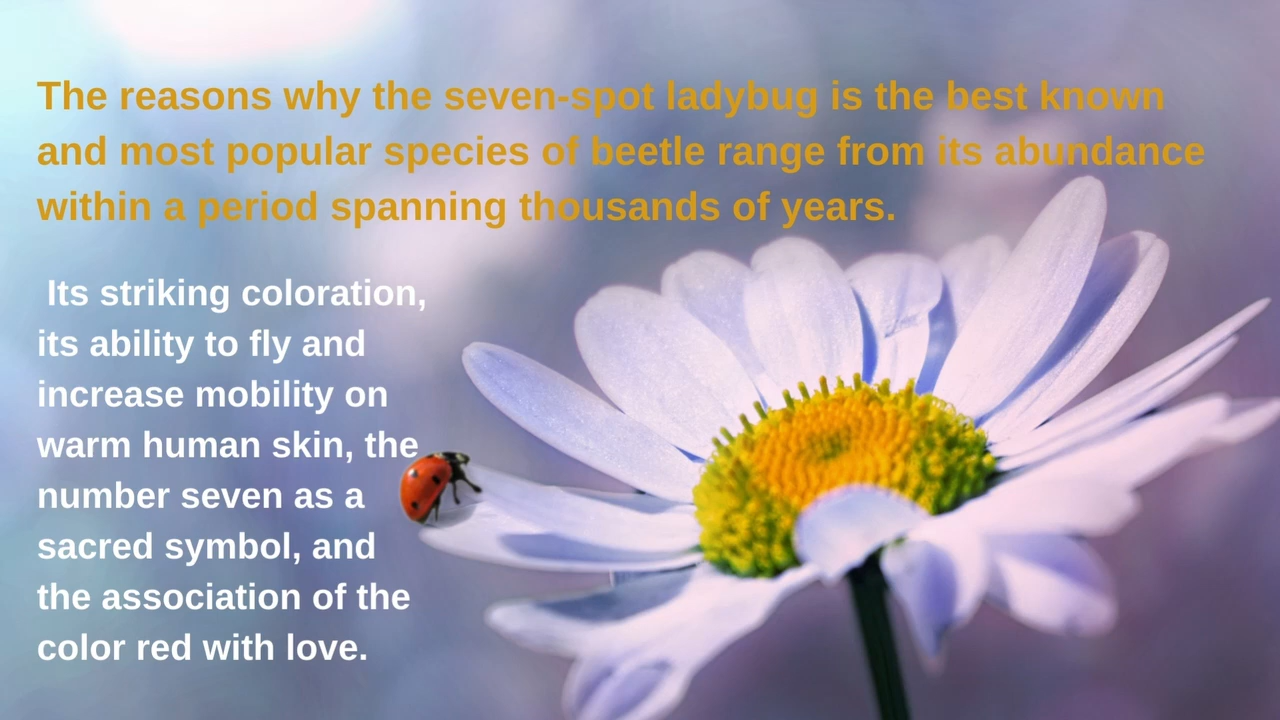 The reasons why the seven-spot ladybug is the best known
and most popular species of beetle range from its abundance
within a period spanning thousands of years.
Its striking coloration,
its ability to fly and
increase mobility on
warm human skin, the
number seven as a
sacred symbol, and
the association of the
color red with love.